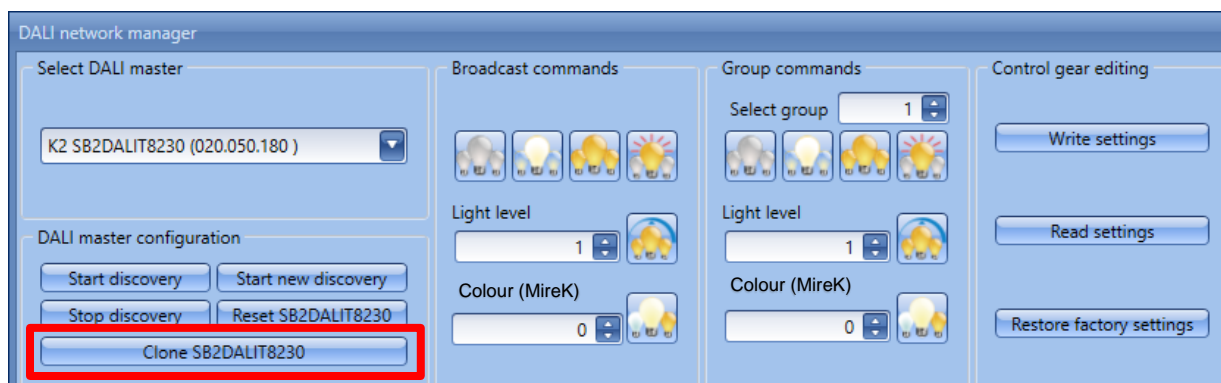 DALI network manager
Select DALI master
K2 SB2DALIT8230 (020.050.180 )
DALI master configuration
Start discovery
Start new discovery
Stop discovery
Reset SB2DALIT8230
Clone SB2DALIT8230
Broadcast commands
Light level
1
Colour (MireK)
0
Group commands
Select group
1
Light level
1
Colour (MireK)
0
Control gear editing
Write settings
Read settings
Restore factory settings